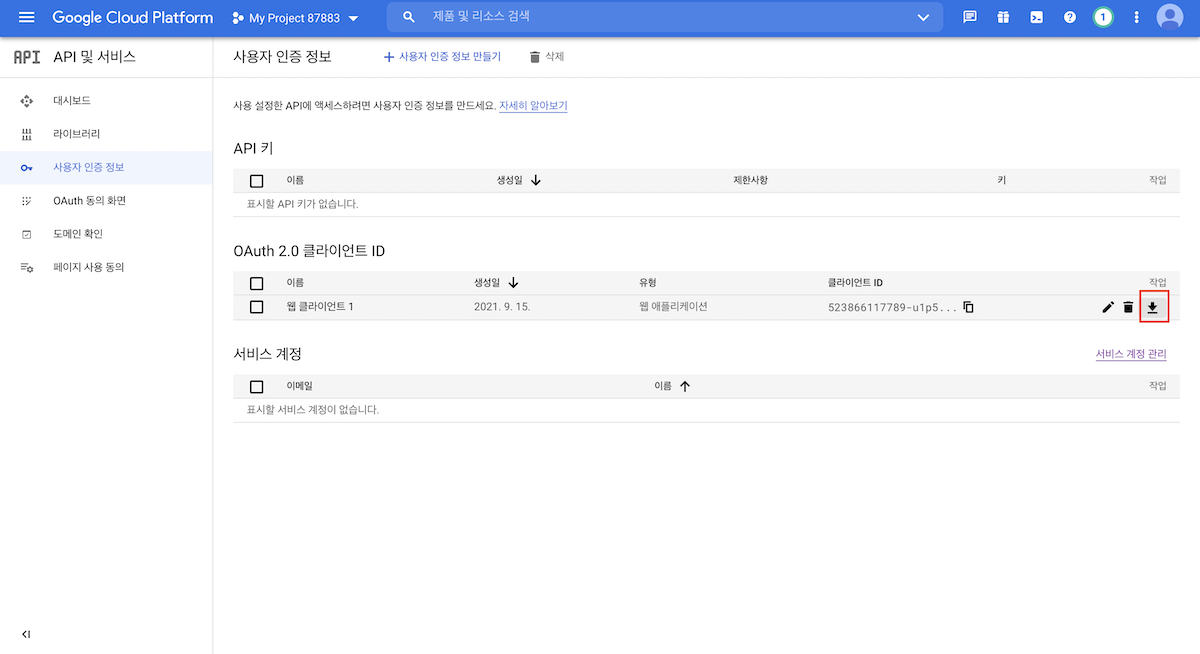 Google Cloud Platform My Project 87883 제품 및 리소스 검색 1
API API 및 서비스
대시보드
라이브러리
사용자 인증 정보
OAuth 동의 화면
도메인 확인
페이지 사용 동의
사용자 인증 정보 + 사용자 인증 정보 만들기 삭제
사용 설정한 API에 액세스하려면 사용자 인증 정보를 만드세요. 자세히 알아보기
API 키
이름 생성일 제한사항 키 작업
표시할 API 키가 없습니다.
OAuth 2.0 클라이언트 ID
이름 생성일 유형 클라이언트 ID 작업
웹 클라이언트 1 2021. 9. 15. 웹 애플리케이션 523866117789-u1p5...
서비스 계정 서비스 계정 관리
이메일 이름 작업
표시할 서비스 계정이 없습니다.